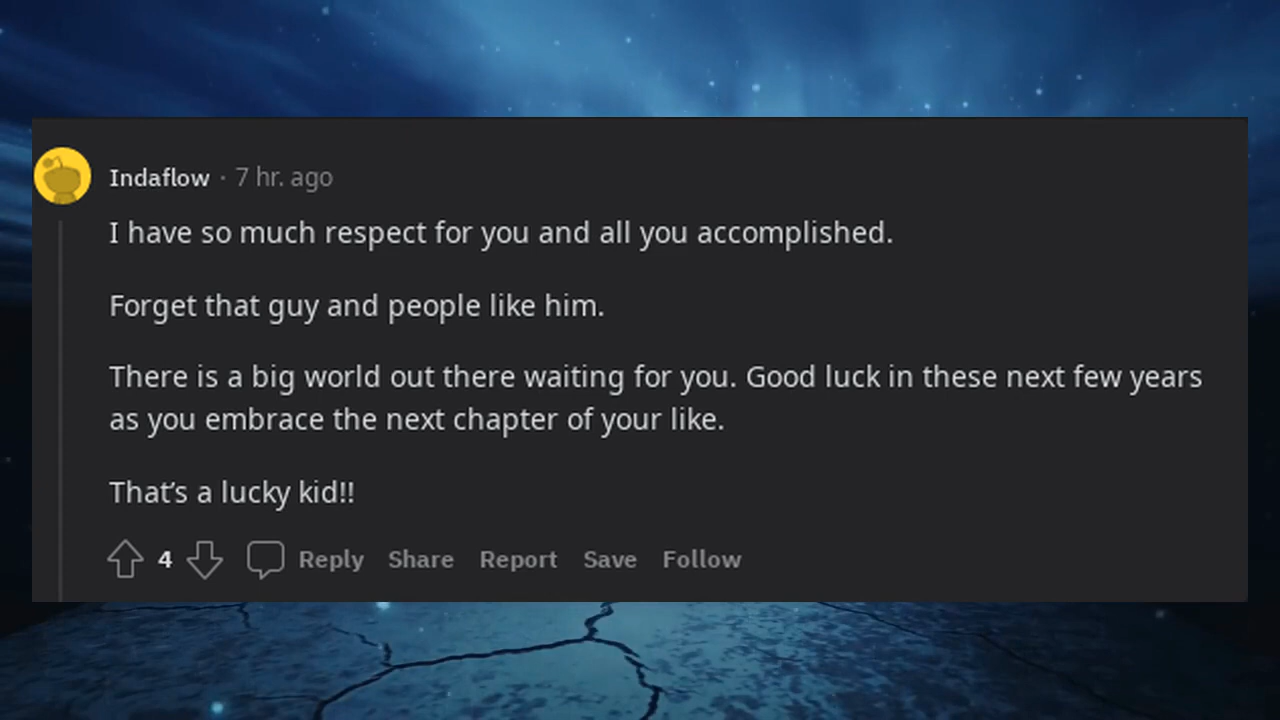 Indaflow · 7 hr. ago
I have so much respect for you and all you accomplished.
Forget that guy and people like him.
There is a big world out there waiting for you. Good luck in these next few years
as you embrace the next chapter of your like.
That’s a lucky kid!!
4 Reply Share Report Save Follow